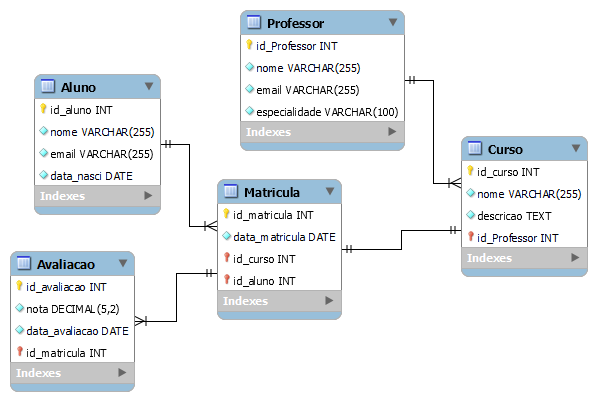 Professor
id_Professor INT
nome VARCHAR(255)
email VARCHAR(255)
especialidade VARCHAR(100)
Indexes
Aluno
id_aluno INT
nome VARCHAR(255)
email VARCHAR(255)
data_nasci DATE
Indexes
Curso
id_curso INT
nome VARCHAR(255)
descricao TEXT
id_Professor INT
Indexes
Matricula
id_matricula INT
data_matricula DATE
id_curso INT
id_aluno INT
Indexes
Avaliacao
id_avaliacao INT
nota DECIMAL(5,2)
data_avaliacao DATE
id_matricula INT
Indexes